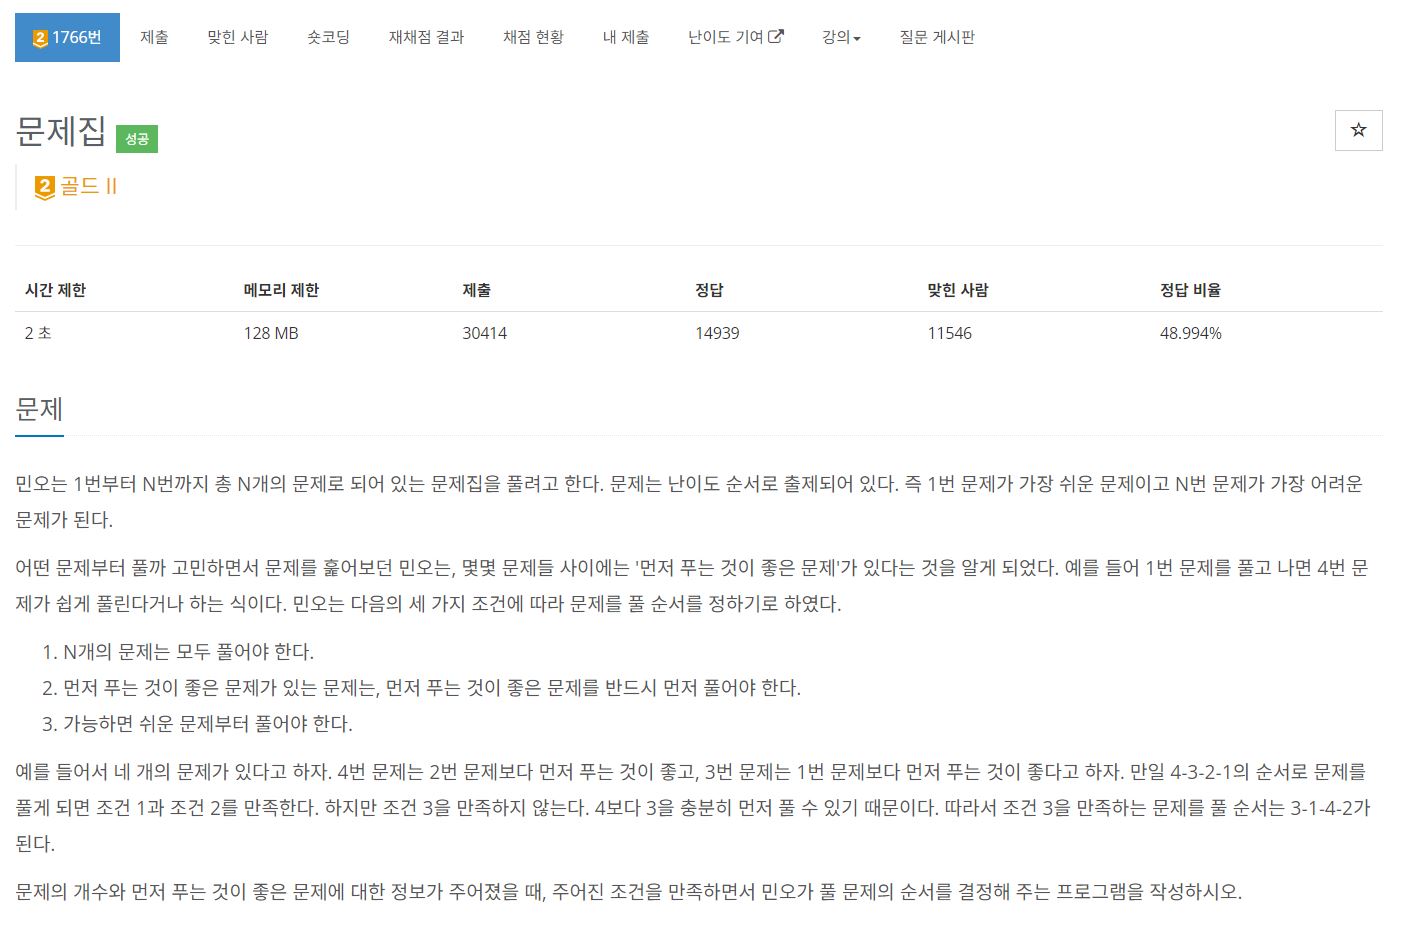 2 1766번 제출 맞힌 사람 숏코딩 재채점 결과 채점 현황 내 제출 난이도 기여 강의 질문 게시판
문제집 성공
2 골드 II
시간 제한 메모리 제한 제출 정답 맞힌 사람 정답 비율
2 초 128 MB 30414 14939 11546 48.994%
문제
민오는 1번부터 N번까지 총 N개의 문제로 되어 있는 문제집을 풀려고 한다. 문제는 난이도 순서로 출제되어 있다. 즉 1번 문제가 가장 쉬운 문제이고 N번 문제가 가장 어려운
문제가 된다.
어떤 문제부터 풀까 고민하면서 문제를 훑어보던 민오는, 몇몇 문제들 사이에는 '먼저 푸는 것이 좋은 문제'가 있다는 것을 알게 되었다. 예를 들어 1번 문제를 풀고 나면 4번 문
제가 쉽게 풀린다거나 하는 식이다. 민오는 다음의 세 가지 조건에 따라 문제를 풀 순서를 정하기로 하였다.
1. N개의 문제는 모두 풀어야 한다.
2. 먼저 푸는 것이 좋은 문제가 있는 문제는, 먼저 푸는 것이 좋은 문제를 반드시 먼저 풀어야 한다.
3. 가능하면 쉬운 문제부터 풀어야 한다.
예를 들어서 네 개의 문제가 있다고 하자. 4번 문제는 2번 문제보다 먼저 푸는 것이 좋고, 3번 문제는 1번 문제보다 먼저 푸는 것이 좋다고 하자. 만일 4-3-2-1의 순서로 문제를
풀게 되면 조건 1과 조건 2를 만족한다. 하지만 조건 3을 만족하지 않는다. 4보다 3을 충분히 먼저 풀 수 있기 때문이다. 따라서 조건 3을 만족하는 문제를 풀 순서는 3-1-4-2가
된다.
문제의 개수와 먼저 푸는 것이 좋은 문제에 대한 정보가 주어졌을 때, 주어진 조건을 만족하면서 민오가 풀 문제의 순서를 결정해 주는 프로그램을 작성하시오.